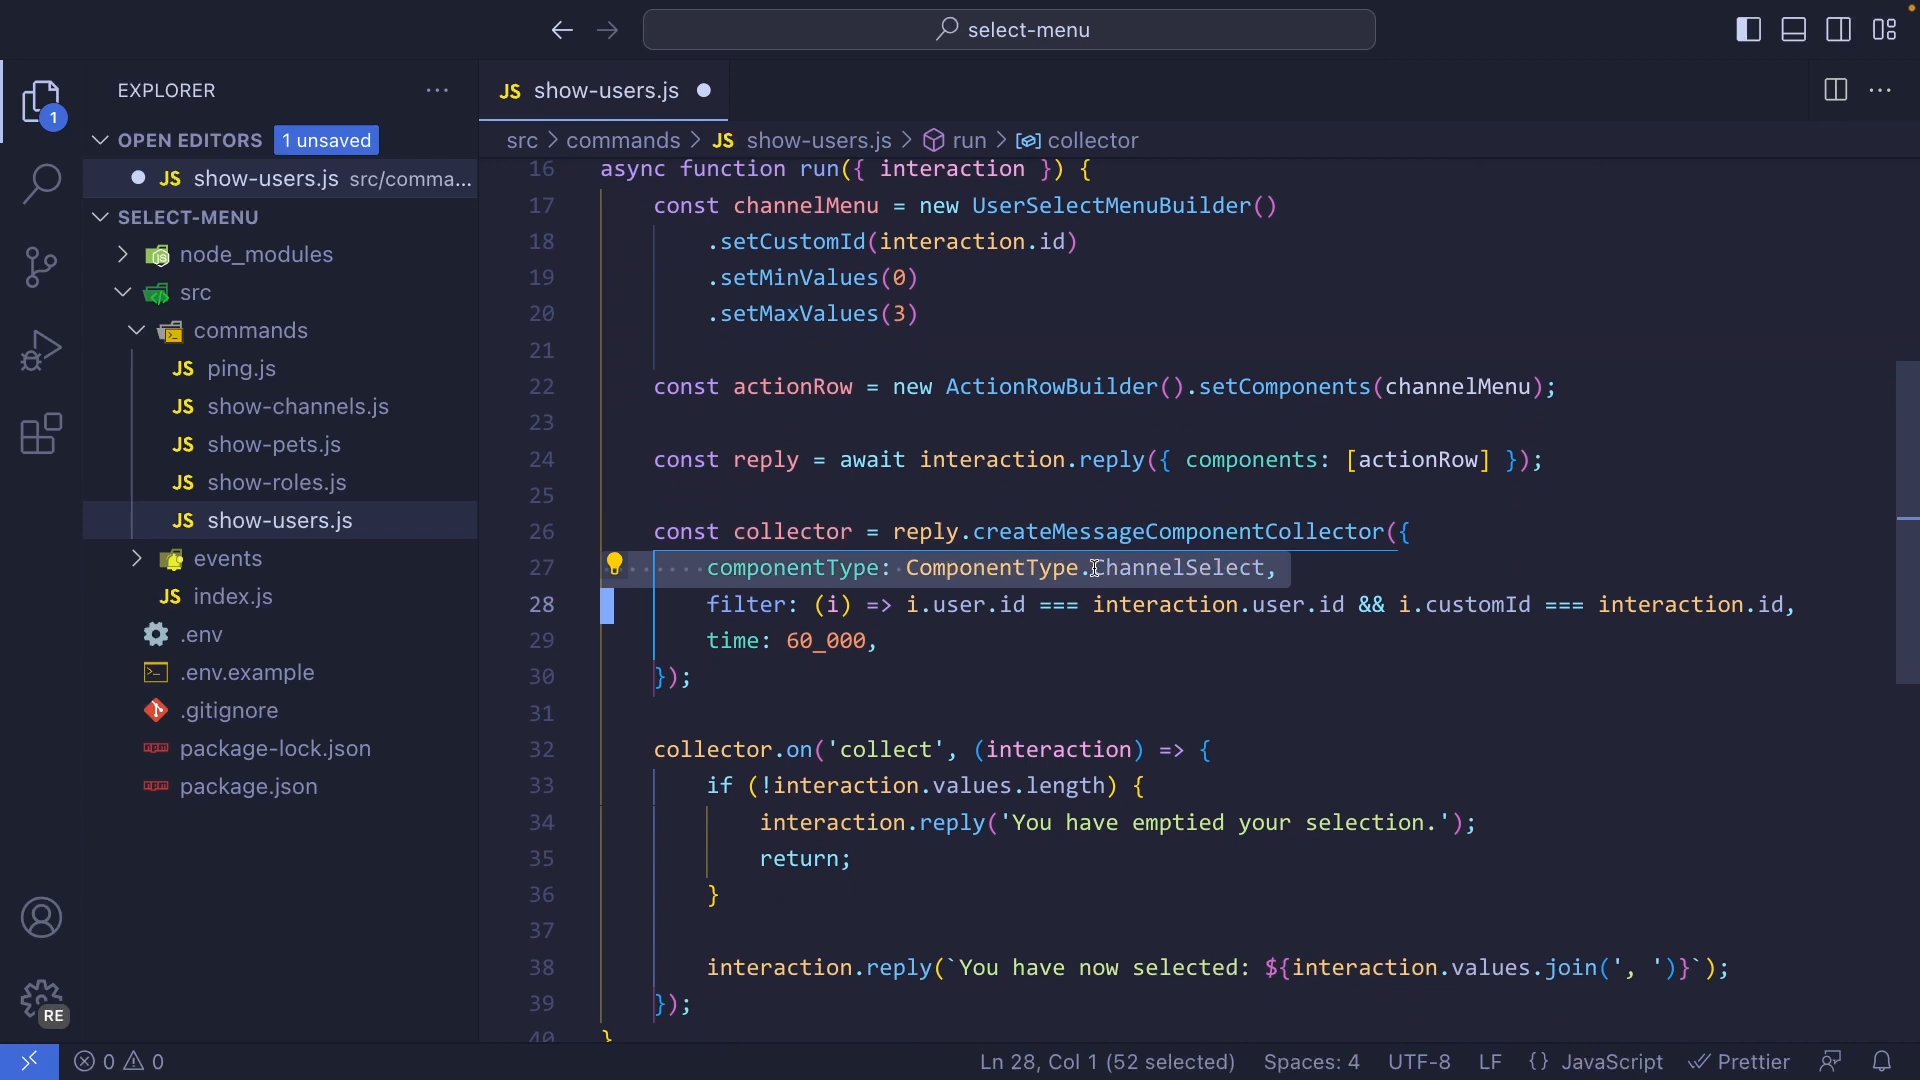 select-menu
EXPLORER
OPEN EDITORS 1 unsaved
JS show-users.js src/comma...
SELECT-MENU
node_modules
src
commands
JS ping.js
JS show-channels.js
JS show-pets.js
JS show-roles.js
JS show-users.js
events
JS index.js
.env
.env.example
.gitignore
package-lock.json
package.json
1
RE
JS show-users.js
src > commands > JS show-users.js > run > collector
16 async function run({ interaction }) {
17 const channelMenu = new UserSelectMenuBuilder()
18 .setCustomId(interaction.id)
19 .setMinValues(0)
20 .setMaxValues(3)
21
22 const actionRow = new ActionRowBuilder().setComponents(channelMenu);
23
24 const reply = await interaction.reply({ components: [actionRow] });
25
26 const collector = reply.createMessageComponentCollector({
27 componentType: ComponentType.ChannelSelect,
28 filter: (i) => i.user.id === interaction.user.id && i.customId === interaction.id,
29 time: 60_000,
30 });
31
32 collector.on('collect', (interaction) => {
33 if (!interaction.values.length) {
34 interaction.reply('You have emptied your selection.');
35 return;
36 }
37
38 interaction.reply(`You have now selected: ${interaction.values.join(', ')}`);
39 });
40 }
0 0 Ln 28, Col 1 (52 selected) Spaces: 4 UTF-8 LF {} JavaScript Prettier